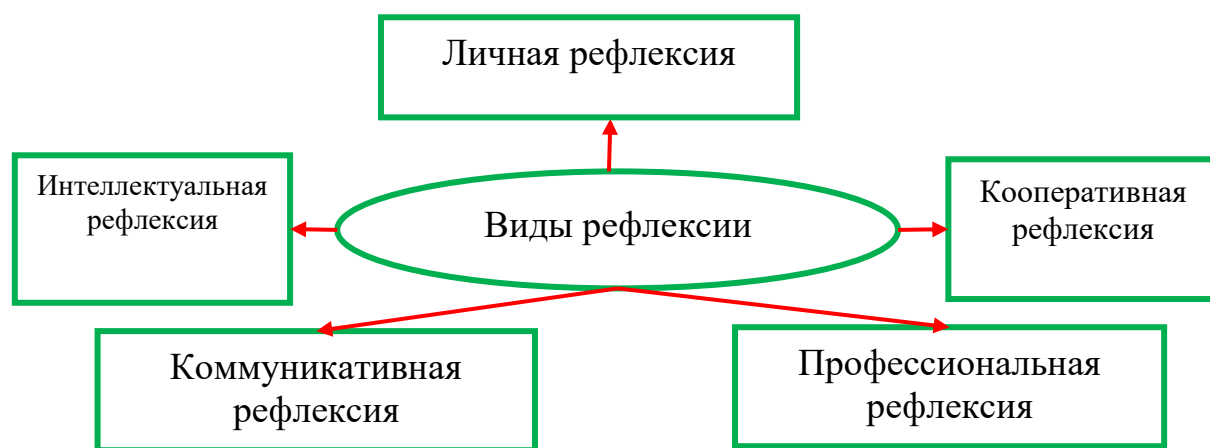 Личная рефлексия
Интеллектуальная
рефлексия
Виды рефлексии
Кооперативная
рефлексия
Коммуникативная
рефлексия
Профессиональная
рефлексия